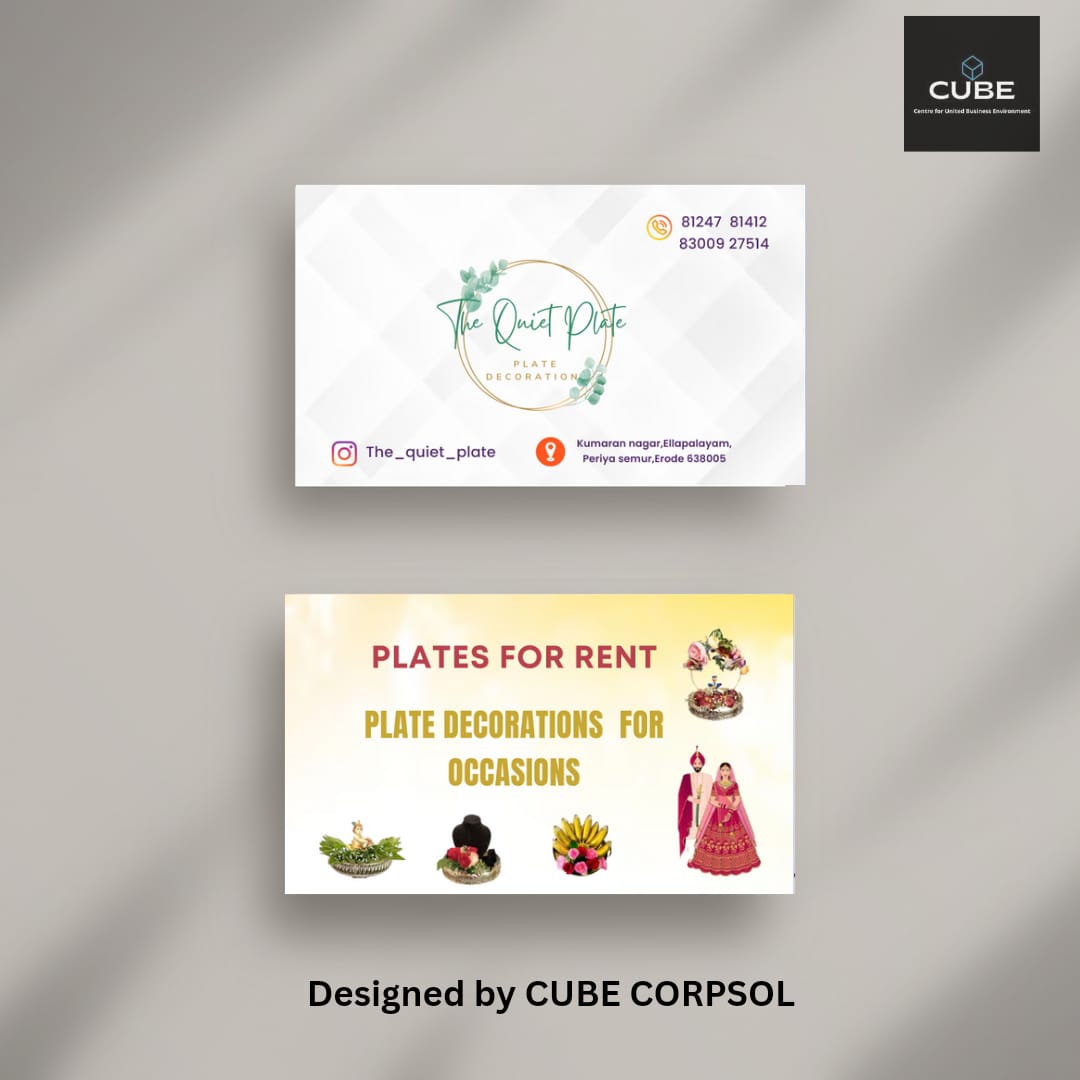 CUBE
Centre for United Business Environment
81247  81412
83009 27514
The Quiet Plate
PLATE
DECORATION
The_quiet_plate
Kumaran nagar,Ellapalayam,
Periya semur,Erode 638005
PLATES FOR RENT
PLATE DECORATIONS  FOR
OCCASIONS
Designed by CUBE CORPSOL